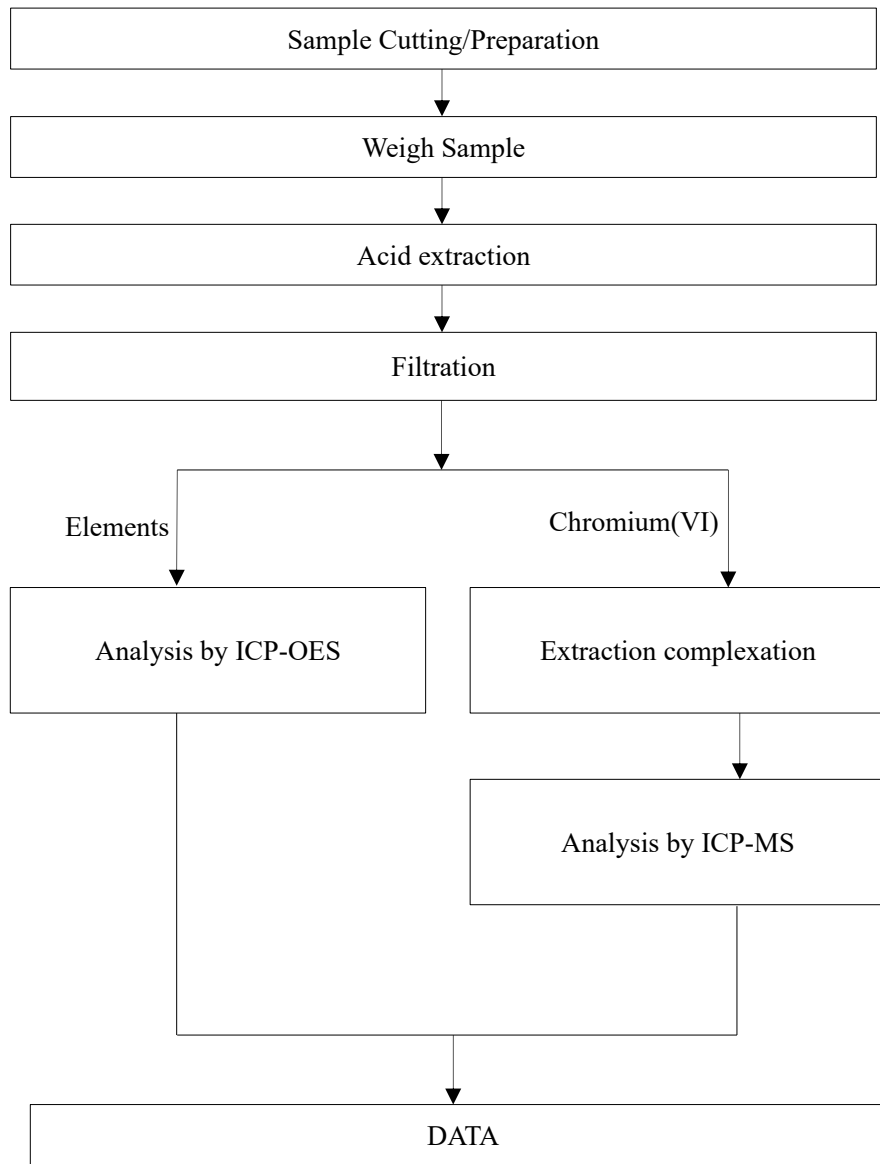 Sample Cutting/Preparation
Weigh Sample
Acid extraction
Filtration
Elements
Chromium(VI)
Analysis by ICP-OES
Extraction complexation
Analysis by ICP-MS
DATA